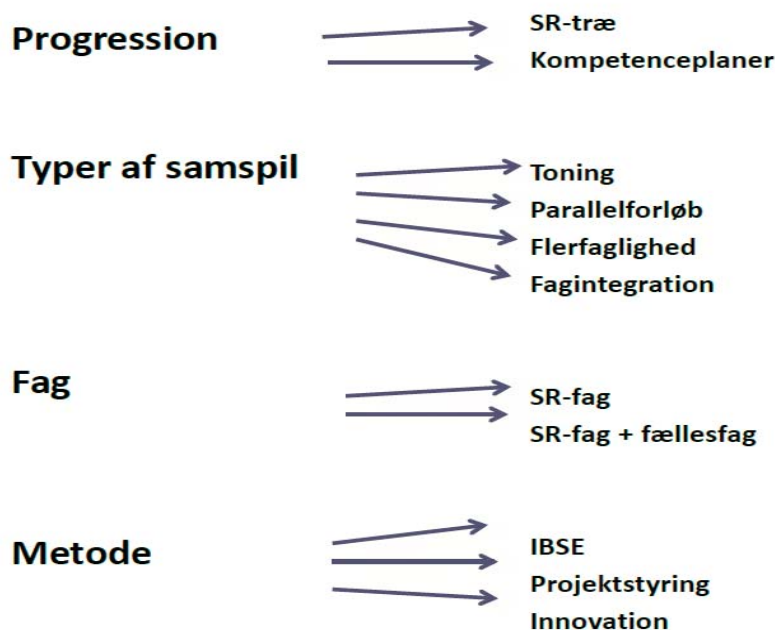 Progression
SR-træ
Kompetenceplaner
Typer af samspil
Toning
Parallelforløb
Flerfaglighed
Fagintegration
Fag
SR-fag
SR-fag + fællesfag
Metode
IBSE
Projektstyring
Innovation